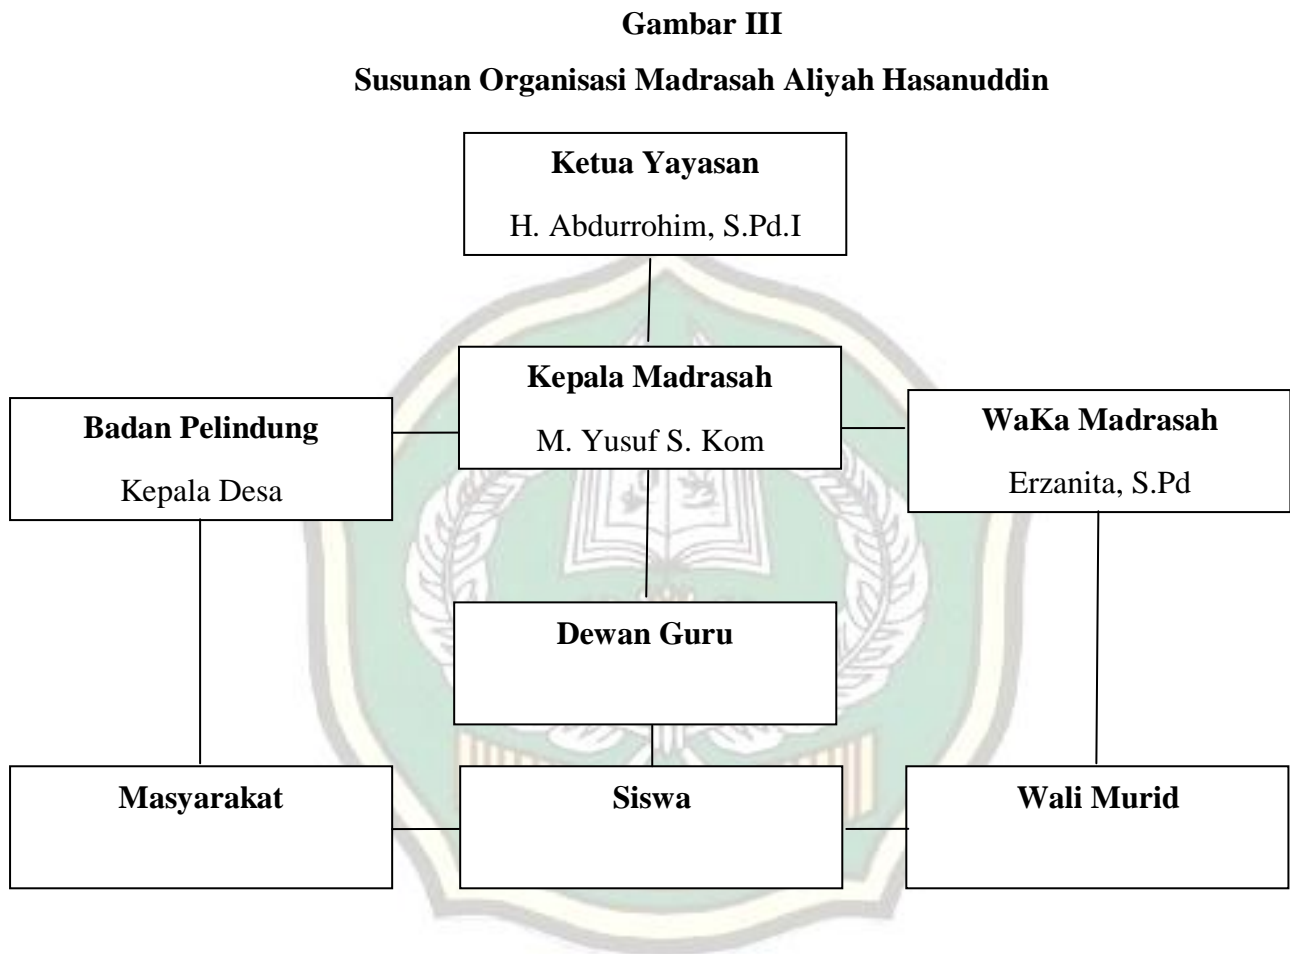 Gambar III
Susunan Organisasi Madrasah Aliyah Hasanuddin
Ketua Yayasan
H. Abdurrohim, S.Pd.I
Kepala Madrasah
M. Yusuf S. Kom
Badan Pelindung
Kepala Desa
WaKa Madrasah
Erzanita, S.Pd
Dewan Guru
Masyarakat
Siswa
Wali Murid